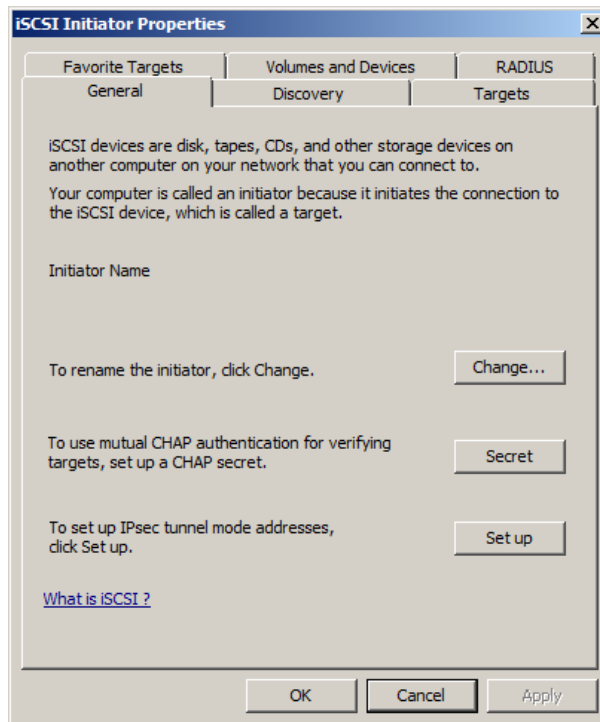 iSCSI Initiator Properties
Favorite Targets
Volumes and Devices
RADIUS
General
Discovery
Targets
iSCSI devices are disk, tapes, CDs, and other storage devices on
another computer on your network that you can connect to.
Your computer is called an initiator because it initiates the connection to
the iSCSI device, which is called a target.
Initiator Name
To rename the initiator, click Change.
Change...
To use mutual CHAP authentication for verifying
targets, set up a CHAP secret.
Secret
To set up IPsec tunnel mode addresses,
click Set up.
Set up
What is iSCSI ?
OK
Cancel
Apply